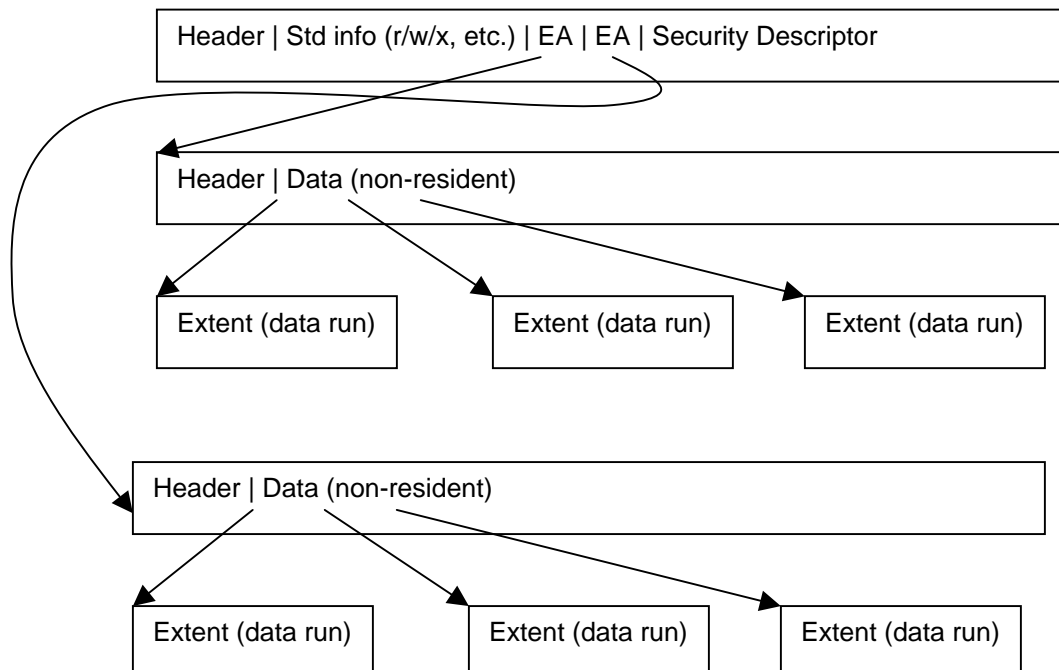 Header | Std info (r/w/x, etc.) | EA | EA | Security Descriptor
Header | Data (non-resident)
Extent (data run)
Extent (data run)
Extent (data run)
Header | Data (non-resident)
Extent (data run)
Extent (data run)
Extent (data run)